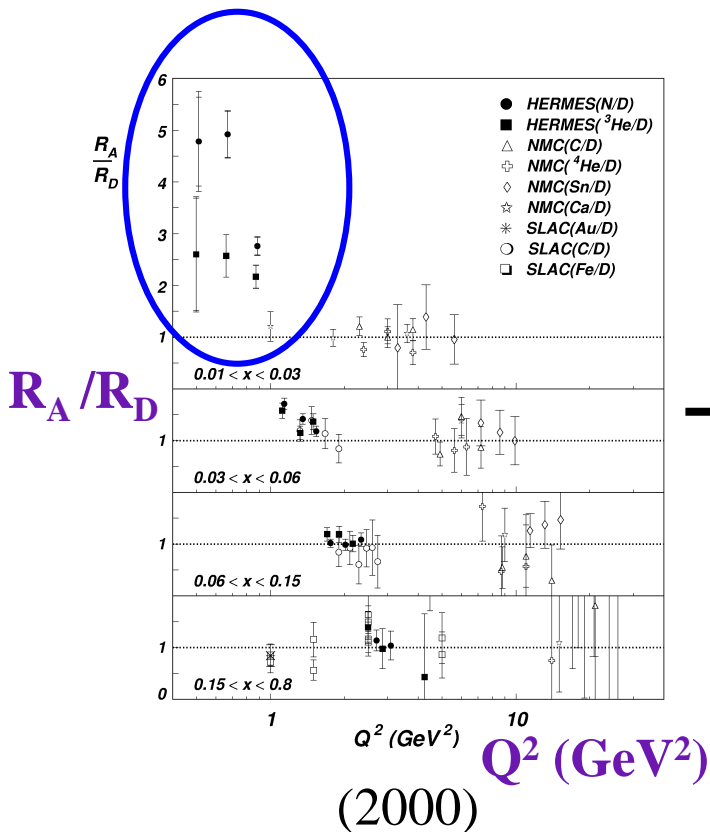 6
5
4
3
2
1
R_A
R_D
HERMES(N/D)
HERMES(³He/D)
NMC(C/D)
NMC(⁴He/D)
NMC(Sn/D)
NMC(Ca/D)
SLAC(Au/D)
SLAC(C/D)
SLAC(Fe/D)
0.01 < x < 0.03
R_A /R_D
1
0.03 < x < 0.06
1
0.06 < x < 0.15
1
0
0.15 < x < 0.8
1
10
Q² (GeV²)
Q² (GeV²)
(2000)